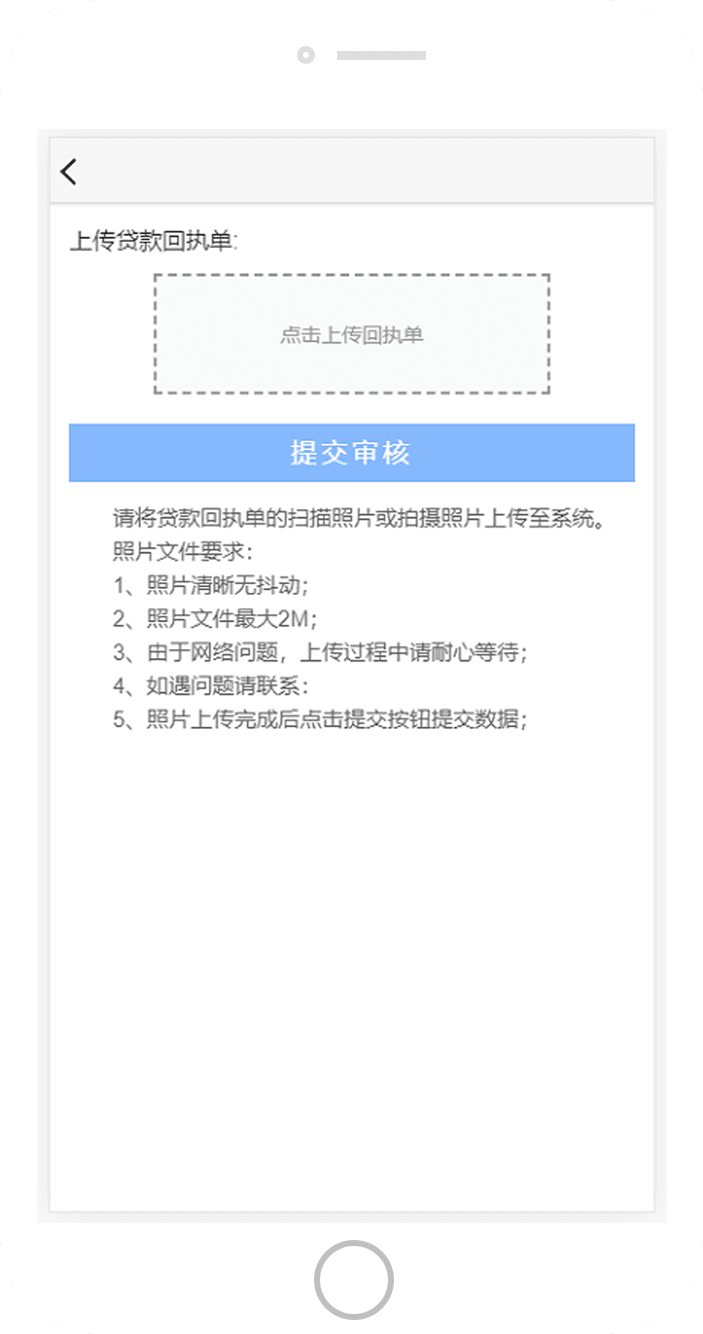 上传贷款回执单:
点击上传回执单
提交审核
请将贷款回执单的扫描照片或拍摄照片上传至系统。
照片文件要求：
1、照片清晰无抖动；
2、照片文件最大2M；
3、由于网络问题，上传过程中请耐心等待；
4、如遇问题请联系：
5、照片上传完成后点击提交按钮提交数据；